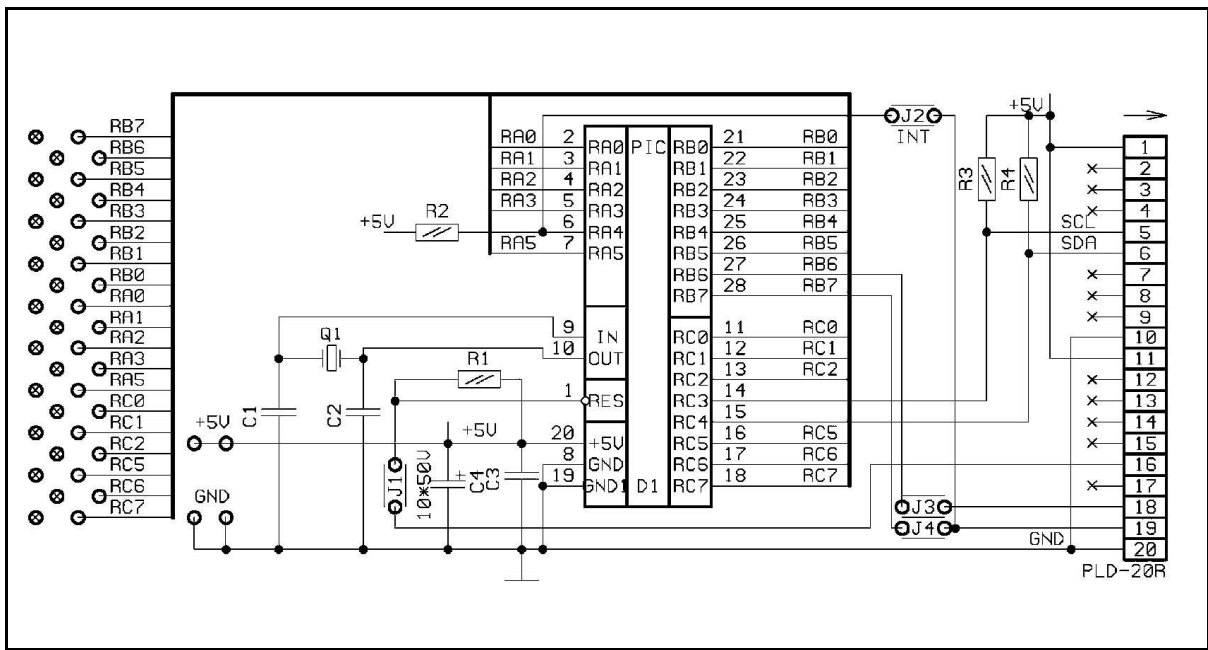 RB7
RB6
RB5
RB4
RB3
RB2
RB1
RB0
RA0
RA1
RA2
RA3
RA5
RC0
RC1
RC2
RC5
RC6
RC7
+5V
GND
C1
Q1
C2
+5V R2
RA0 2
RA1 3
RA2 4
RA3 5
6
RA5 7
9
10
R1
1
J1
10*50V
+
C4
C3
+5V 20
8
19
RA0 PIC RB0
RA1 RB1
RA2 RB2
RA3 RB3
RA4 RB4
RA5 RB5
RB6
RB7
IN RC0
OUT RC1
RC2
RES RC3
RC4
+5V RC5
GND RC6
GND1 D1 RC7
21 RB0
22 RB1
23 RB2
24 RB3
25 RB4
26 RB5
27 RB6
28 RB7
11 RC0
12 RC1
13 RC2
14
15
16 RC5
17 RC6
18 RC7
J2
INT
J3
J4
+5V
R3
R4
SCL
SDA
GND
1
2
3
4
5
6
7
8
9
10
11
12
13
14
15
16
17
18
19
20
PLD-20R